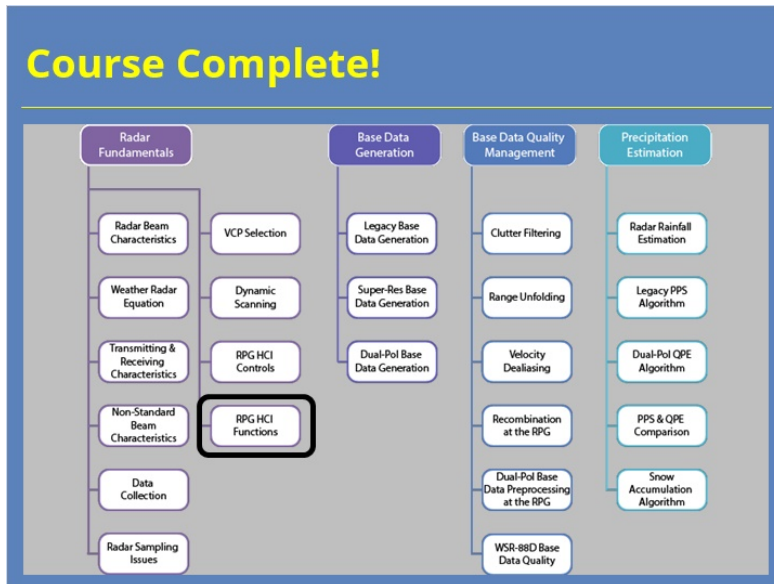 Course Complete!
Radar
Fundamentals
Radar Beam
Characteristics
Weather Radar
Equation
Transmitting &
Receiving
Characteristics
Non-Standard
Beam
Characteristics
Data
Collection
Radar Sampling
Issues
VCP Selection
Dynamic
Scanning
RPG HCI
Controls
RPG HCI
Functions
Base Data
Generation
Legacy Base
Data Generation
Super-Res Base
Data Generation
Dual-Pol Base
Data Generation
Base Data Quality
Management
Clutter Filtering
Range Unfolding
Velocity
Dealiasing
Recombination
at the RPG
Dual-Pol Base
Data Preprocessing
at the RPG
WSR-88D Base
Data Quality
Precipitation
Estimation
Radar Rainfall
Estimation
Legacy PPS
Algorithm
Dual-Pol QPE
Algorithm
PPS & QPE
Comparison
Snow
Accumulation
Algorithm